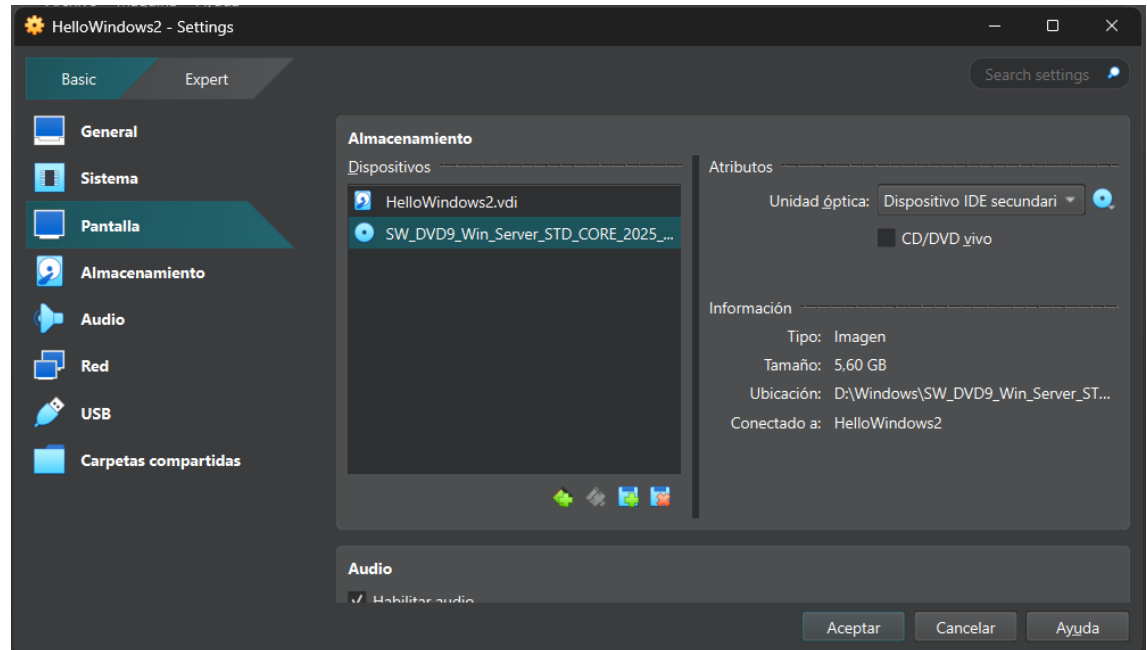 HelloWindows2 - Settings
Basic
Expert
Search settings
General
Sistema
Pantalla
Almacenamiento
Audio
Red
USB
Carpetas compartidas
Almacenamiento
Dispositivos
HelloWindows2.vdi
SW_DVD9_Win_Server_STD_CORE_2025_...
Atributos
Unidad óptica: Dispositivo IDE secundari
CD/DVD vivo
Información
Tipo: Imagen
Tamaño: 5,60 GB
Ubicación: D:\Windows\SW_DVD9_Win_Server_ST...
Conectado a: HelloWindows2
Audio
Habilitar audio
Aceptar
Cancelar
Ayuda